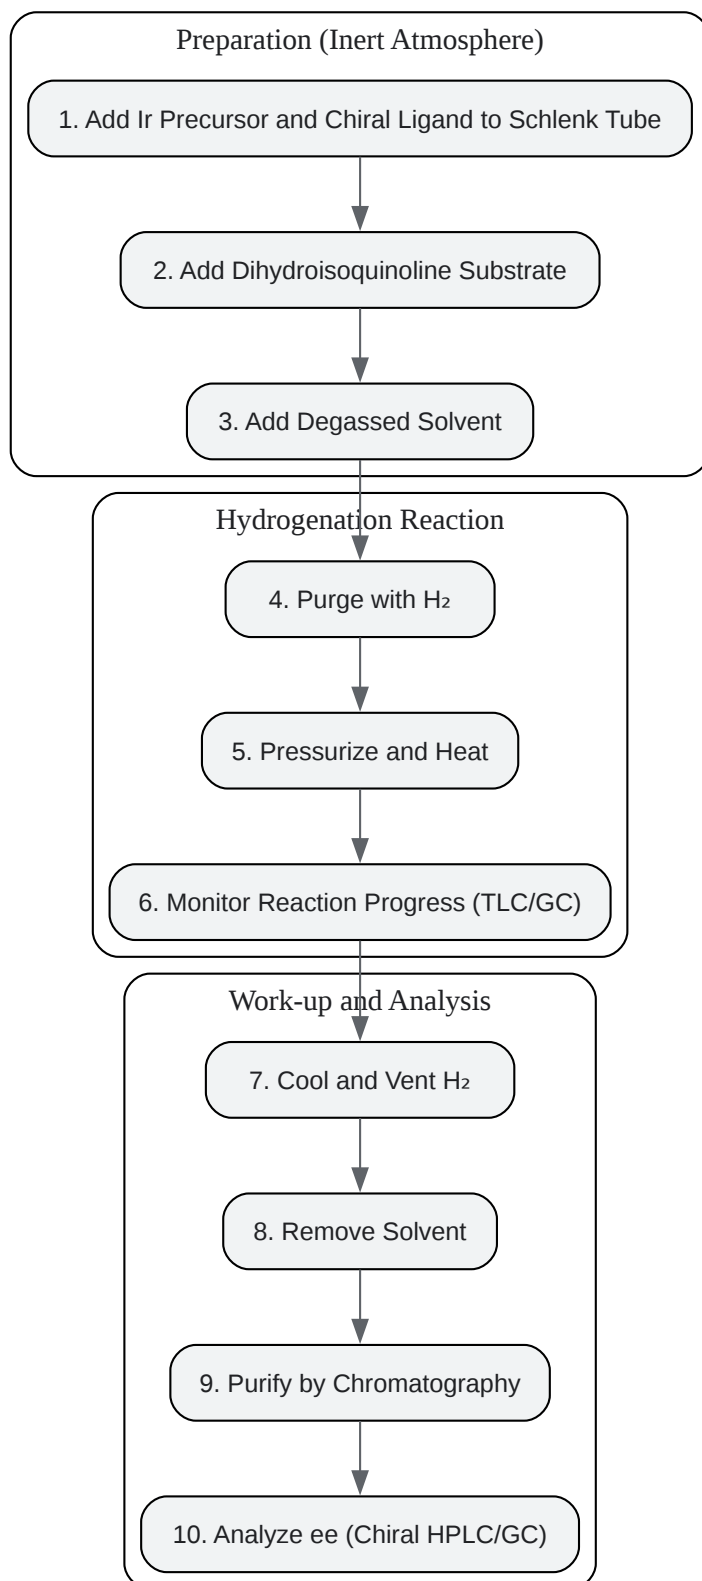 Preparation (Inert Atmosphere)
1. Add Ir Precursor and Chiral Ligand to Schlenk Tube
2. Add Dihydroisoquinoline Substrate
3. Add Degassed Solvent
Hydrogenation Reaction
4. Purge with H₂
5. Pressurize and Heat
6. Monitor Reaction Progress (TLC/GC)
Work-up and Analysis
7. Cool and Vent H₂
8. Remove Solvent
9. Purify by Chromatography
10. Analyze ee (Chiral HPLC/GC)